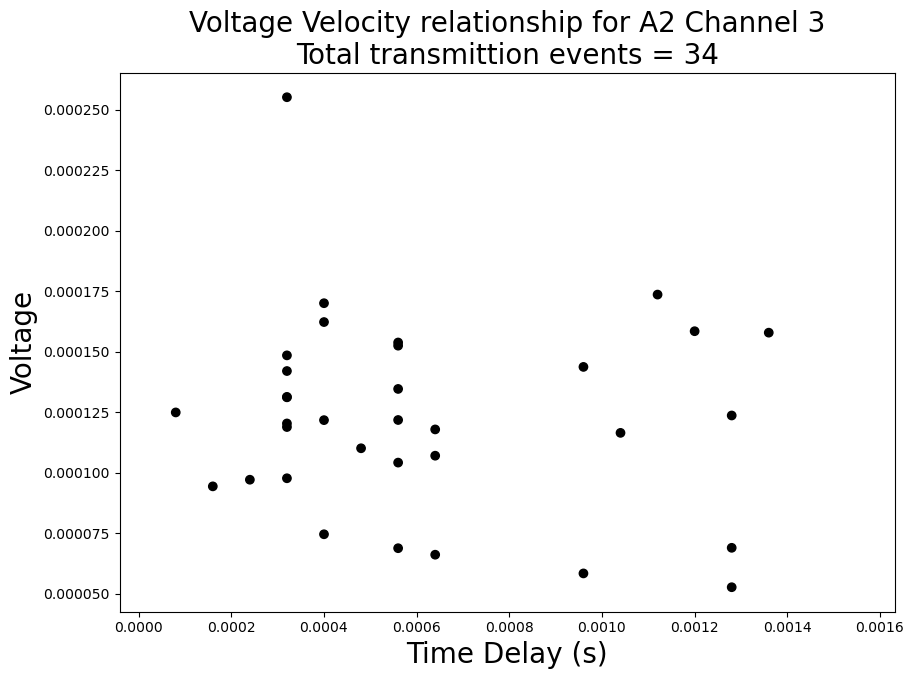 Voltage Velocity relationship for A2 Channel 3
Total transmittion events = 34
0.000250
0.000225
0.000200
0.000175
0.000150
0.000125
0.000100
0.000075
0.000050
Voltage
0.0000 0.0002 0.0004 0.0006 0.0008 0.0010 0.0012 0.0014 0.0016
Time Delay (s)